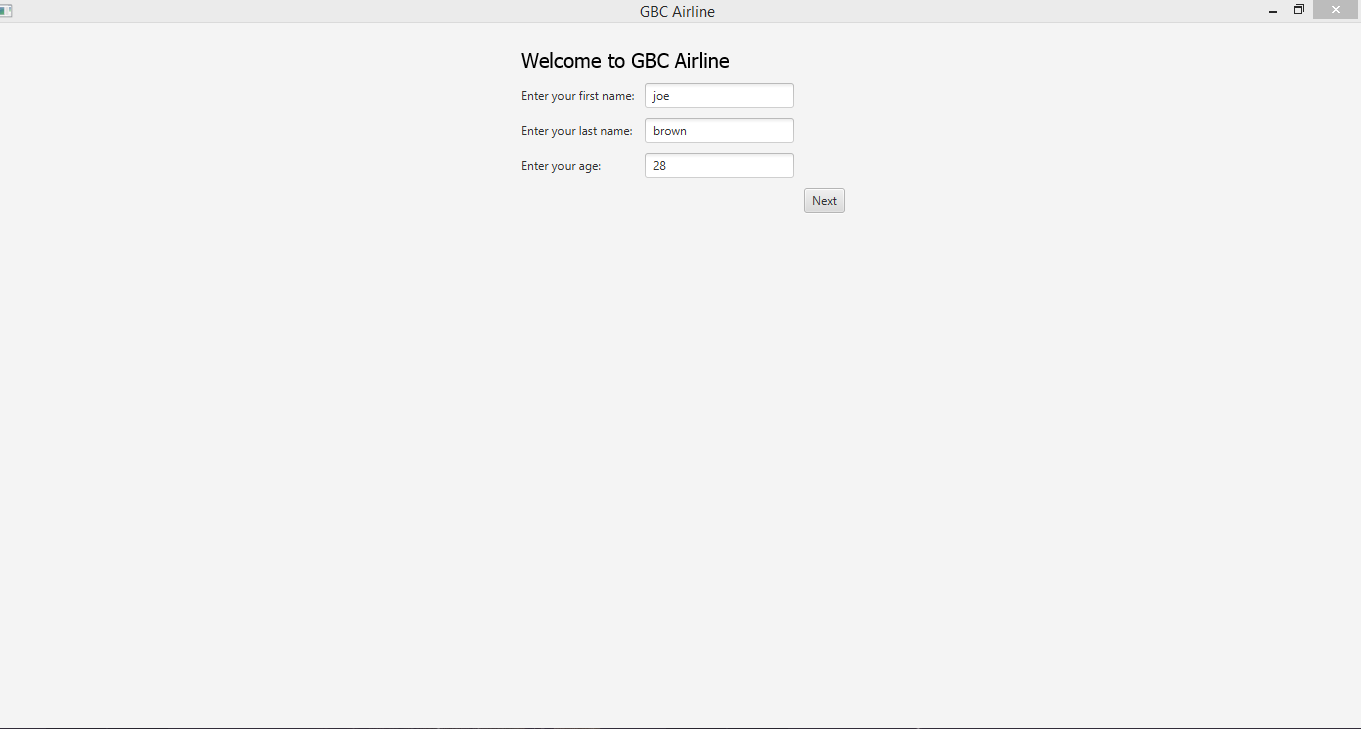 GBC Airline
Welcome to GBC Airline
Enter your first name: joe
Enter your last name: brown
Enter your age: 28
Next